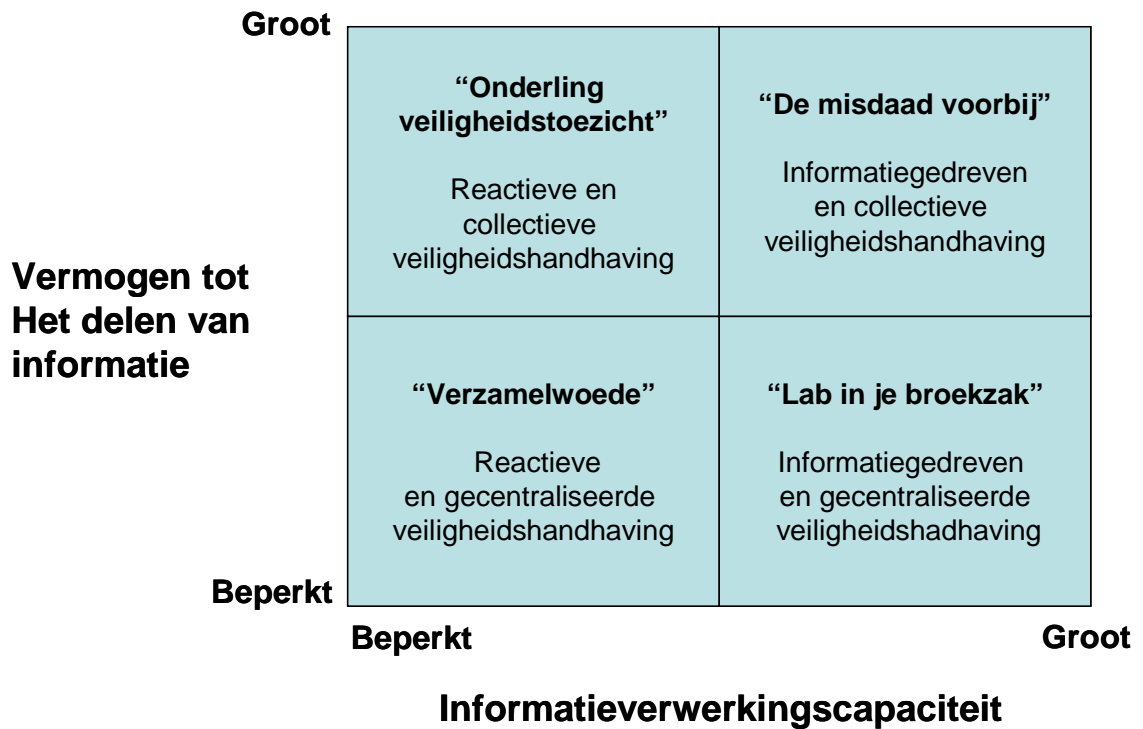 Groot
“Onderling
veiligheidstoezicht”
Reactieve en
collectieve
veiligheidshandhaving
“De misdaad voorbij”
Informatiegedreven
en collectieve
veiligheidshandhaving
Vermogen tot
Het delen van
informatie
“Verzamelwoede”
Reactieve
en gecentraliseerde
veiligheidshandhaving
“Lab in je broekzak”
Informatiegedreven
en gecentraliseerde
veiligheidshadhaving
Beperkt
Beperkt
Groot
Informatieverwerkingscapaciteit